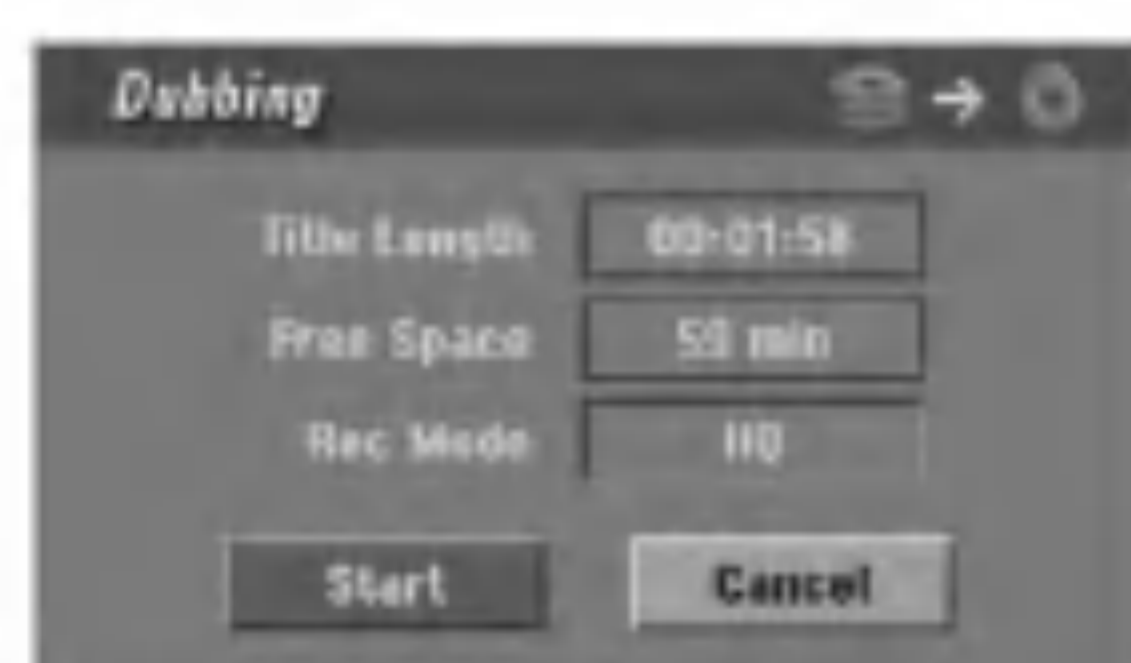 Dubbing
Title Length 00:01:58
Free Space 59 min
Rec Mode HQ
Start Cancel